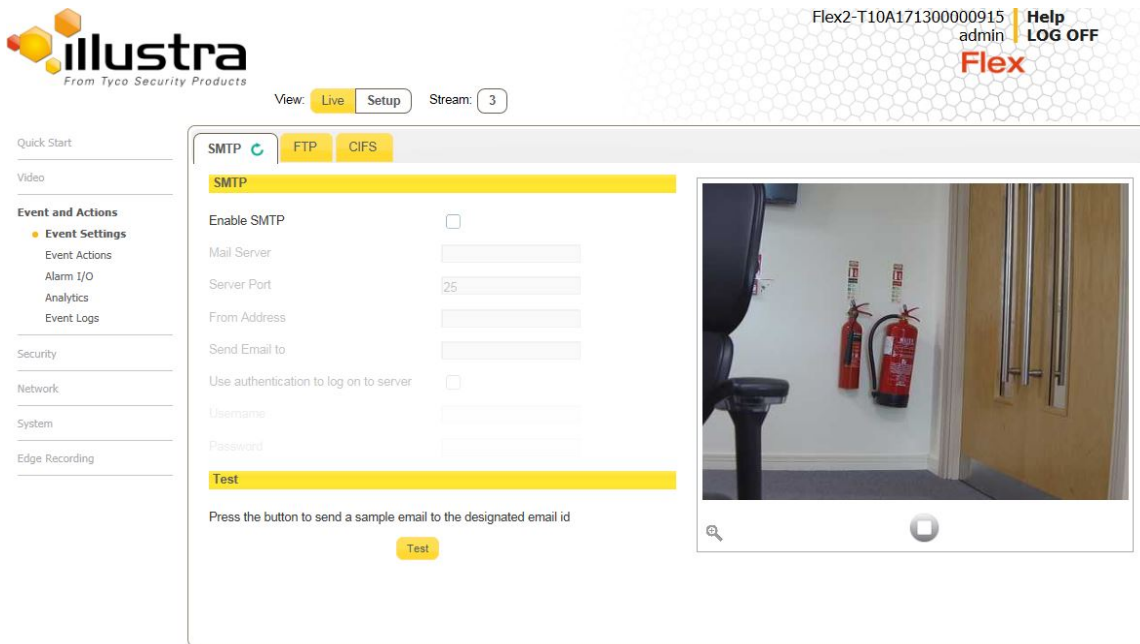 illustra
From Tyco Security Products
Flex2-T10A171300000915
admin
Help
LOG OFF
Flex
View: Live Setup Stream: 3
Quick Start
Video
Event and Actions
Event Settings
Event Actions
Alarm I/O
Analytics
Event Logs
Security
Network
System
Edge Recording
SMTP FTP CIFS
SMTP
Enable SMTP
Mail Server
Server Port 25
From Address
Send Email to
Use authentication to log on to server
Username
Password
Test
Press the button to send a sample email to the designated email id
Test